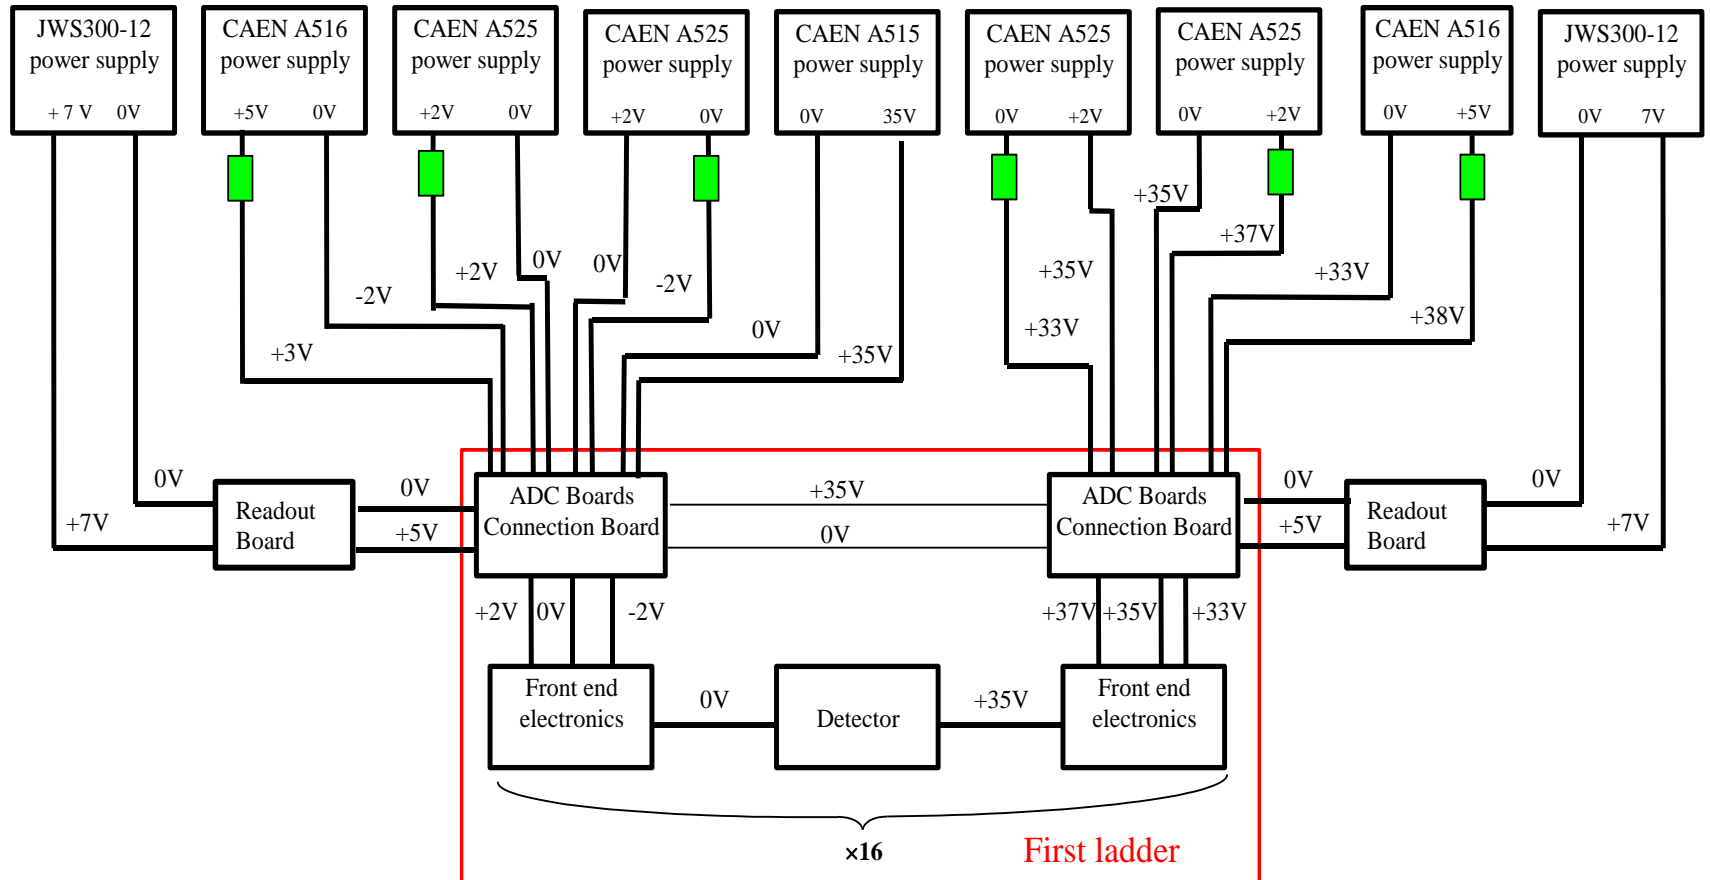 JWS300-12
power supply
+ 7 V 0V
CAEN A516
power supply
+5V 0V
CAEN A525
power supply
+2V 0V
CAEN A525
power supply
+2V 0V
CAEN A515
power supply
0V 35V
CAEN A525
power supply
0V +2V
CAEN A525
power supply
0V +2V
CAEN A516
power supply
0V +5V
JWS300-12
power supply
0V 7V
+35V
+37V
+2V 0V 0V -2V +35V +33V
-2V +33V +38V
0V
+3V +35V
0V 0V +35V 0V 0V
+7V +5V 0V +5V +7V
Readout
Board
ADC Boards
Connection Board
ADC Boards
Connection Board
Readout
Board
+2V 0V -2V +37V +35V +33V
Front end
electronics
0V
Detector
+35V
Front end
electronics
×16
First ladder